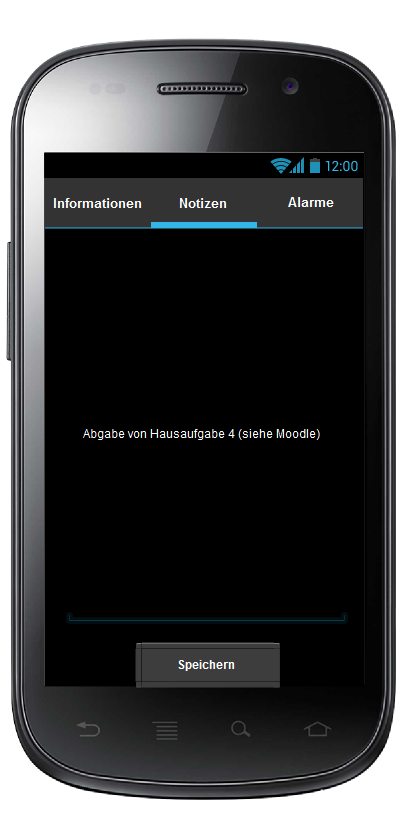 12:00
Informationen Notizen Alarme
Abgabe von Hausaufgabe 4 (siehe Moodle)
Speichern